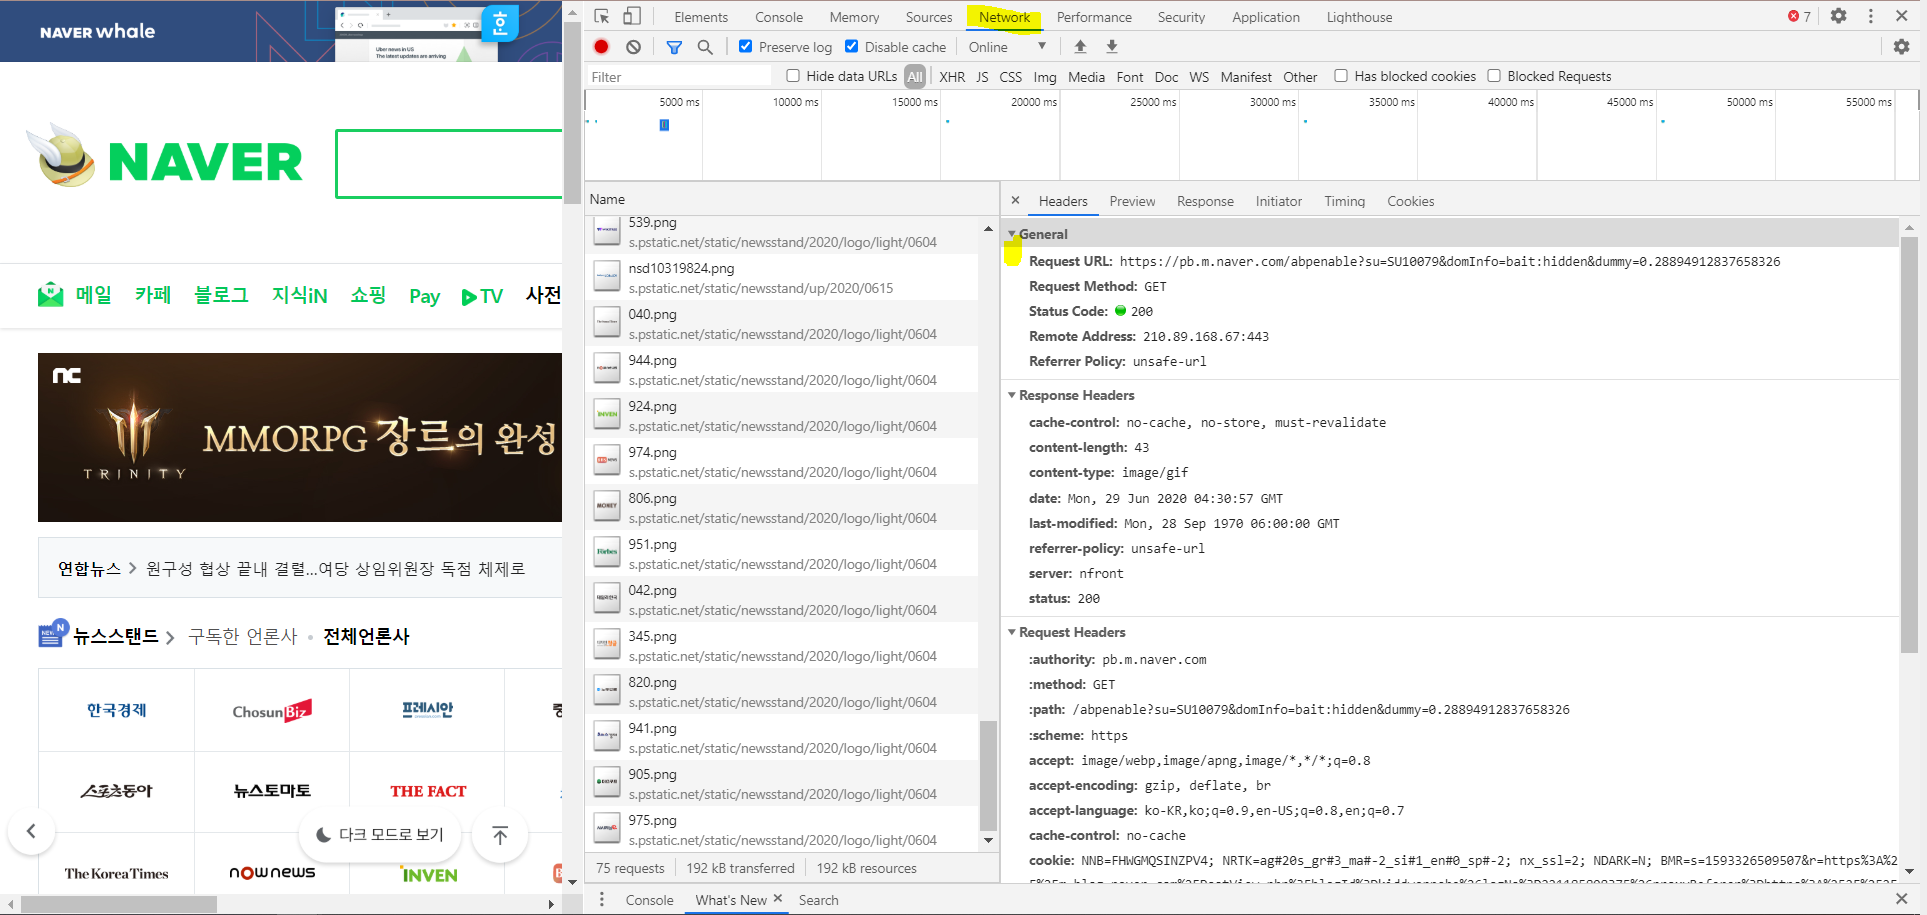 NAVER whale
Uber news in US
The latest updates are arriving
훈
NAVER
메일 카페 블로그 지식iN 쇼핑 Pay TV 사전
nc
TRINITY
MMORPG 장르의 완성
연합뉴스 > 원구성 협상 끝내 결렬...여당 상임위원장 독점 체제로
NEWS N 뉴스스탠드 > 구독한 언론사 • 전체언론사
한국경제 ChosunBiz 프레시안 중
스포츠동아 뉴스토마토 THE FACT
다크 모드로 보기
The Korea Times nownews INVEN
Elements Console Memory Sources Network Performance Security Application Lighthouse 7
Preserve log Disable cache Online
Filter Hide data URLs All XHR JS CSS Img Media Font Doc WS Manifest Other Has blocked cookies Blocked Requests
5000 ms 10000 ms 15000 ms 20000 ms 25000 ms 30000 ms 35000 ms 40000 ms 45000 ms 50000 ms 55000 ms
Name
539.png
s.pstatic.net/static/newsstand/2020/logo/light/0604
nsd10319824.png
s.pstatic.net/static/newsstand/up/2020/0615
040.png
s.pstatic.net/static/newsstand/2020/logo/light/0604
944.png
s.pstatic.net/static/newsstand/2020/logo/light/0604
924.png
s.pstatic.net/static/newsstand/2020/logo/light/0604
INVEN
974.png
s.pstatic.net/static/newsstand/2020/logo/light/0604
806.png
s.pstatic.net/static/newsstand/2020/logo/light/0604
MONEY
951.png
s.pstatic.net/static/newsstand/2020/logo/light/0604
Forbes
042.png
s.pstatic.net/static/newsstand/2020/logo/light/0604
345.png
s.pstatic.net/static/newsstand/2020/logo/light/0604
820.png
s.pstatic.net/static/newsstand/2020/logo/light/0604
941.png
s.pstatic.net/static/newsstand/2020/logo/light/0604
905.png
s.pstatic.net/static/newsstand/2020/logo/light/0604
975.png
s.pstatic.net/static/newsstand/2020/logo/light/0604
75 requests 192 kB transferred 192 kB resources
× Headers Preview Response Initiator Timing Cookies
General
Request URL: https://pb.m.naver.com/abpenable?su=SU10079&domInfo=bait:hidden&dummy=0.28894912837658326
Request Method: GET
Status Code: 200
Remote Address: 210.89.168.67:443
Referrer Policy: unsafe-url
Response Headers
cache-control: no-cache, no-store, must-revalidate
content-length: 43
content-type: image/gif
date: Mon, 29 Jun 2020 04:30:57 GMT
last-modified: Mon, 28 Sep 1970 06:00:00 GMT
referrer-policy: unsafe-url
server: nfront
status: 200
Request Headers
:authority: pb.m.naver.com
:method: GET
:path: /abpenable?su=SU10079&domInfo=bait:hidden&dummy=0.28894912837658326
:scheme: https
accept: image/webp,image/apng,image/*,*/*;q=0.8
accept-encoding: gzip, deflate, br
accept-language: ko-KR,ko;q=0.9,en-US;q=0.8,en;q=0.7
cache-control: no-cache
cookie: NNB=FHWGMQSINZPV4; NRTK=ag#20s_gr#3_ma#-2_si#1_en#0_sp#-2; nx_ssl=2; NDARK=N; BMR=s=1593326509507&r=https%3A%2
Console What's New × Search